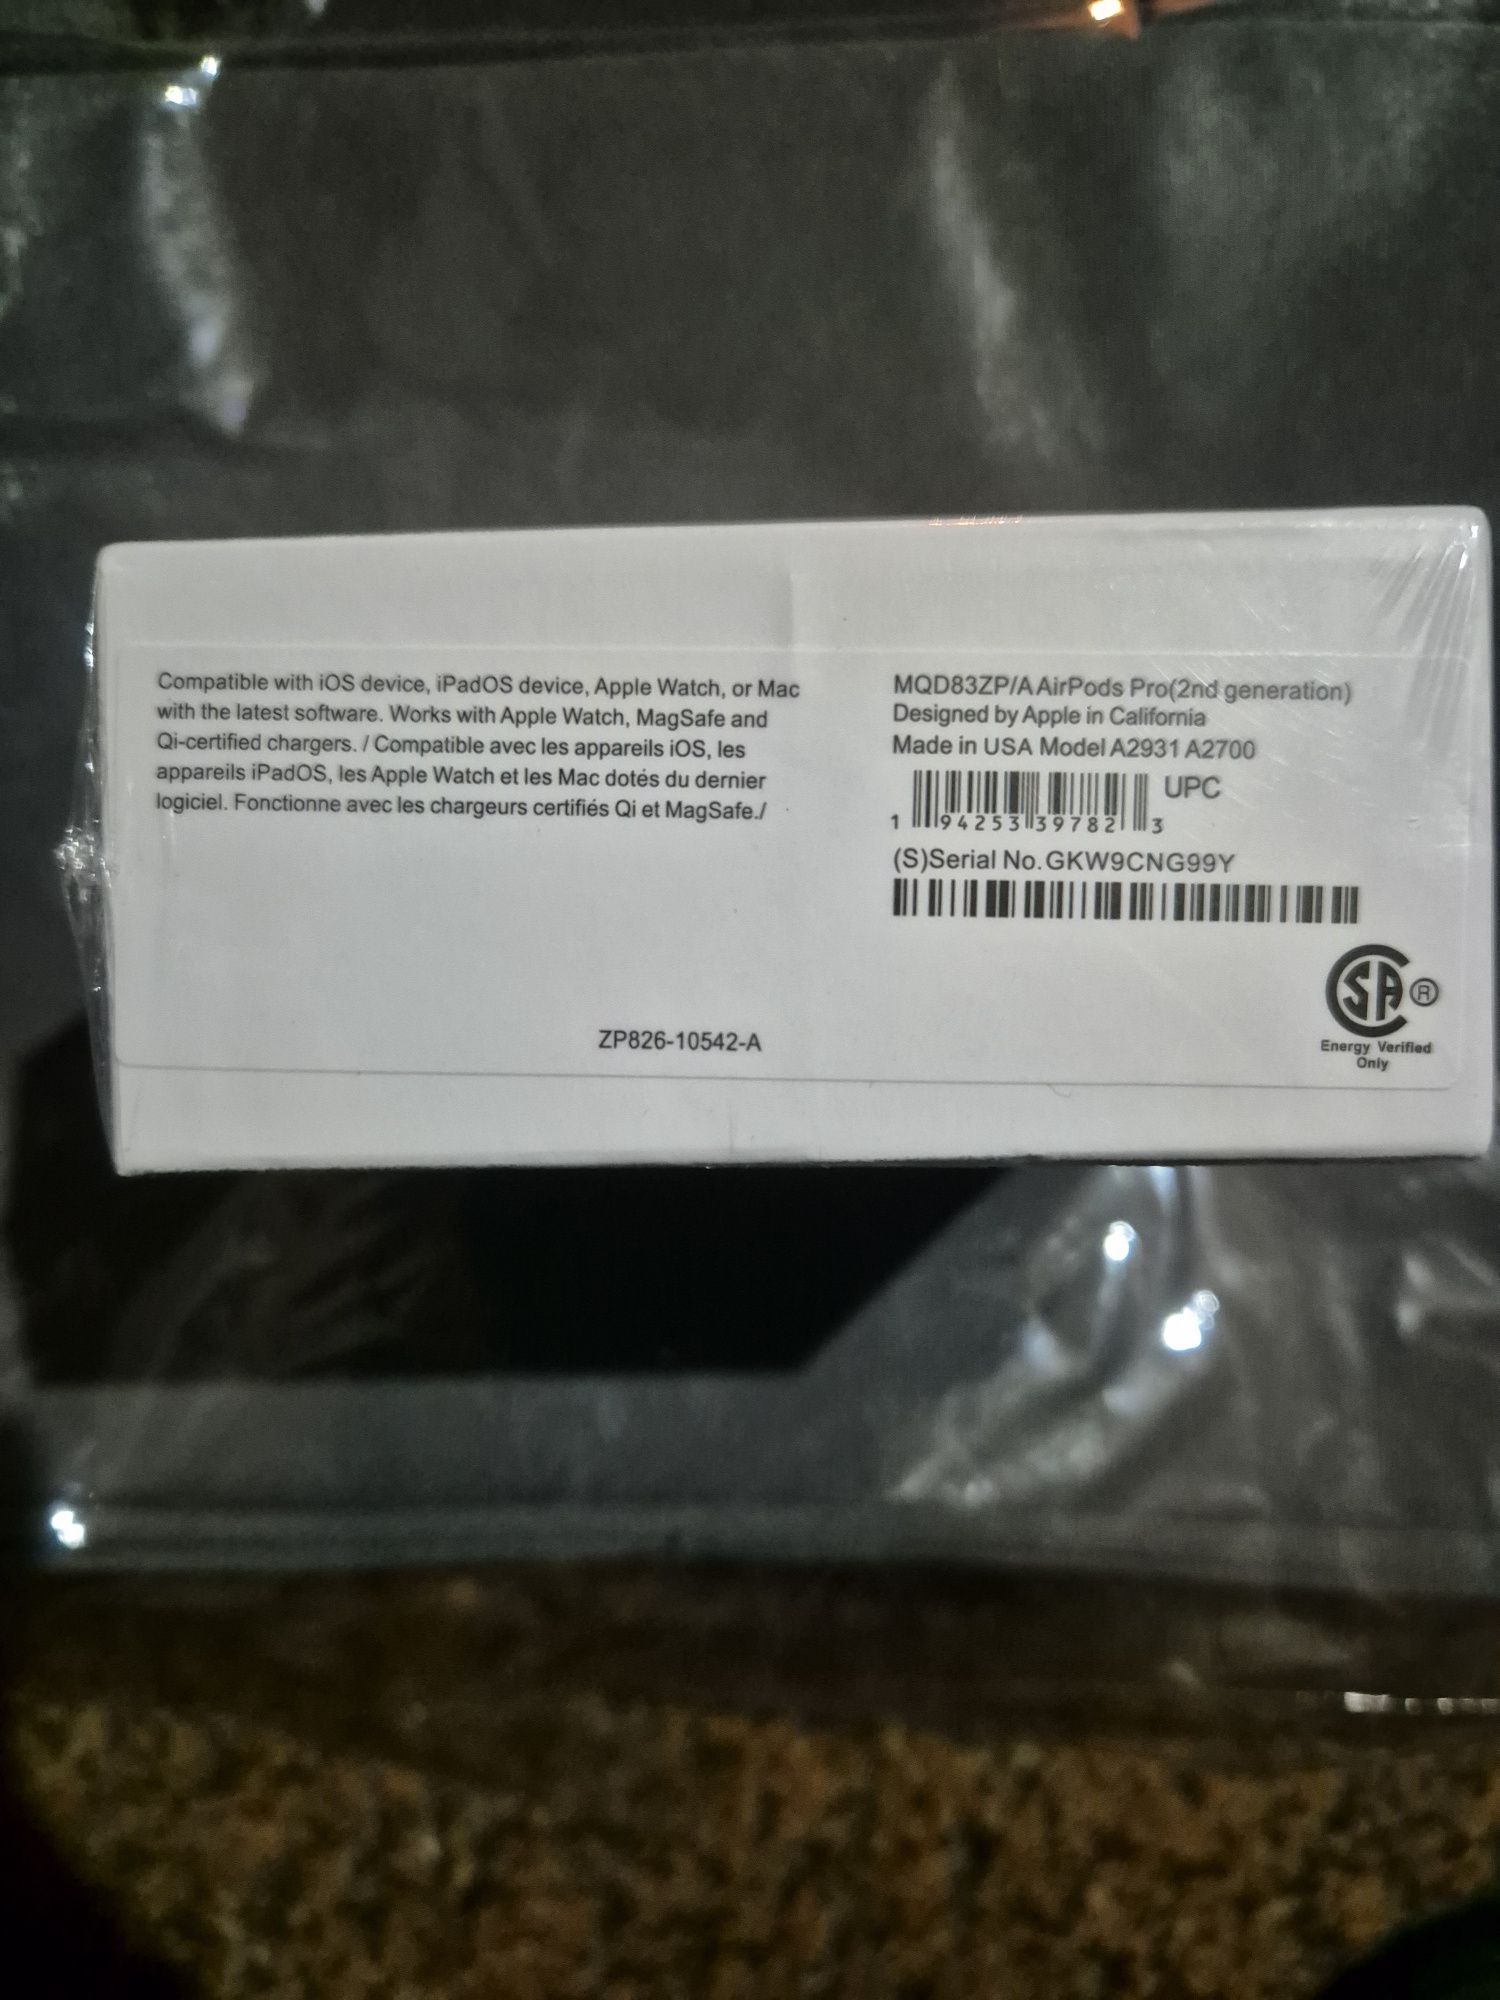 Compatible with iOS device, iPadOS device, Apple Watch, or Mac
with the latest software. Works with Apple Watch, MagSafe and
Qi-certified chargers. / Compatible avec les appareils iOS, les
appareils iPadOS, les Apple Watch et les Mac dotés du dernier
logiciel. Fonctionne avec les chargeurs certifiés Qi et MagSafe./
ZP826-10542-A
MQD83ZP/A AirPods Pro(2nd generation)
Designed by Apple in California
Made in USA Model A2931 A2700
UPC
1 94253 39782 3
(S)Serial No.GKW9CNG99Y
SA ®
Energy Verified
Only